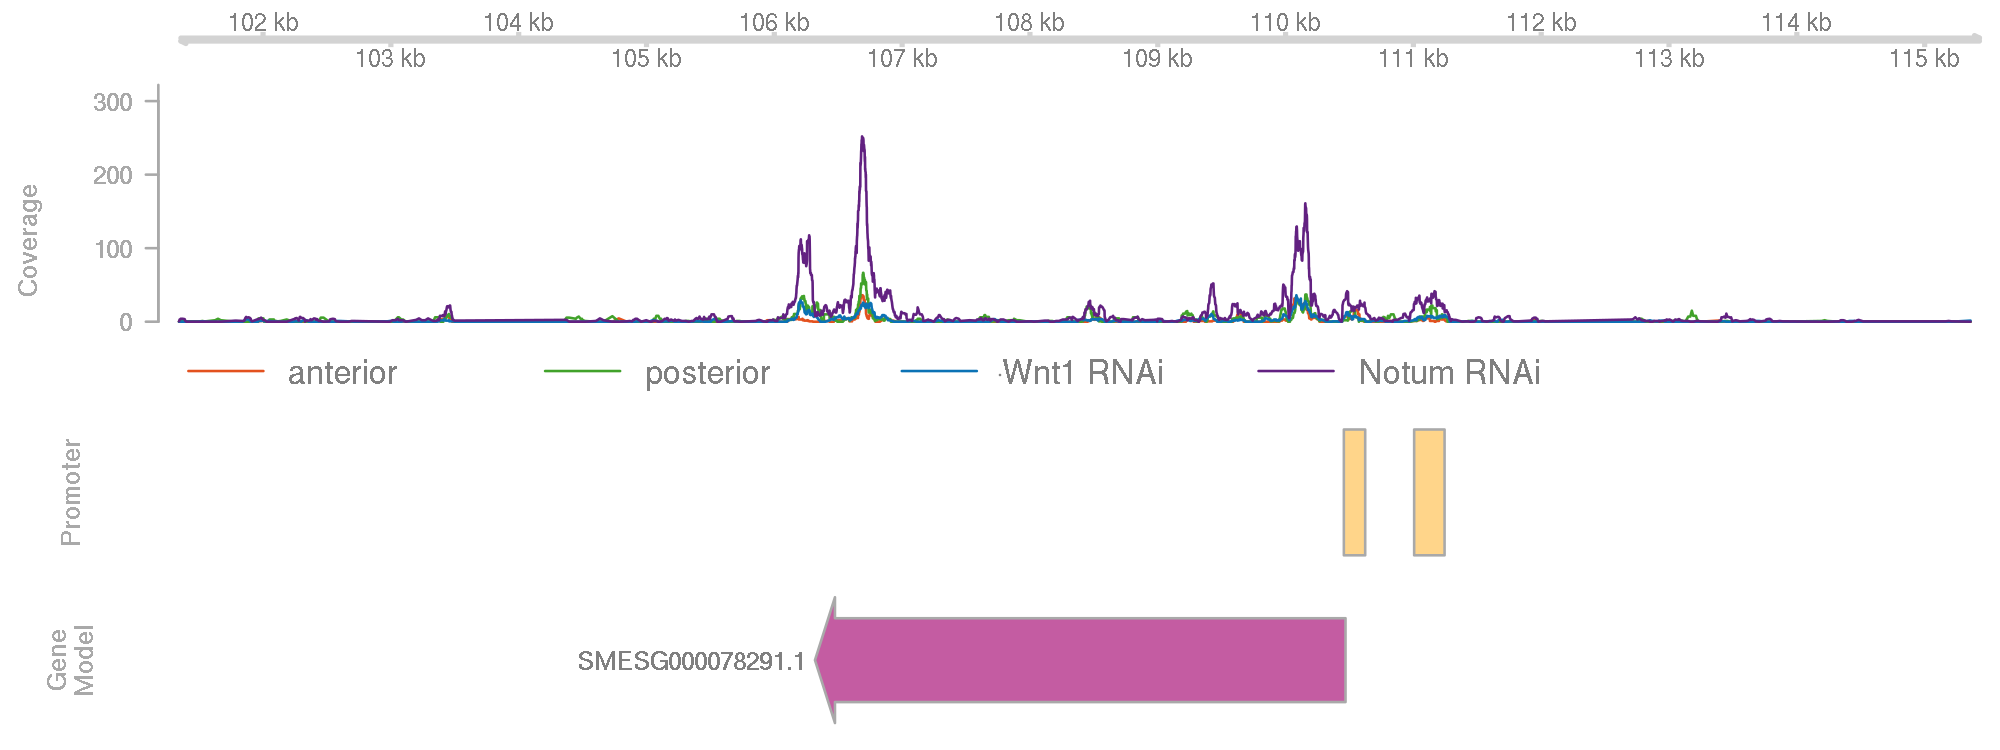 102 kb 104 kb 106 kb 108 kb 110 kb 112 kb 114 kb
103 kb 105 kb 107 kb 109 kb 111 kb 113 kb 115 kb
300
200
100
0
Coverage
anterior posterior Wnt1 RNAi Notum RNAi
Promoter
Gene
Model
SMESG000078291.1